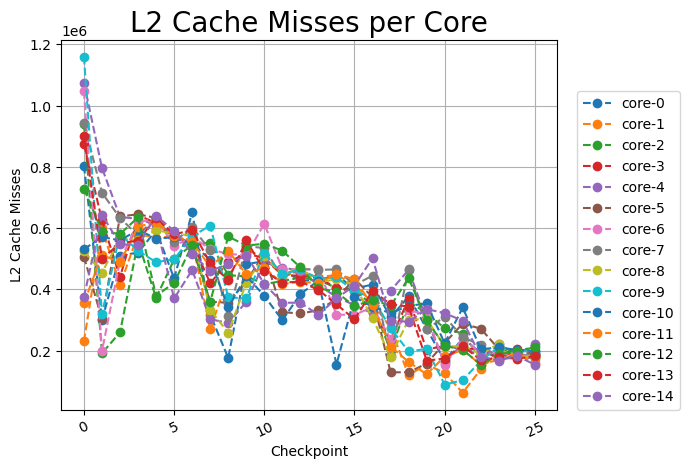 L2 Cache Misses per Core
1e6
1.2
1.0
0.8
0.6
0.4
0.2
L2 Cache Misses
0
5
10
15
20
25
Checkpoint
core-0
core-1
core-2
core-3
core-4
core-5
core-6
core-7
core-8
core-9
core-10
core-11
core-12
core-13
core-14